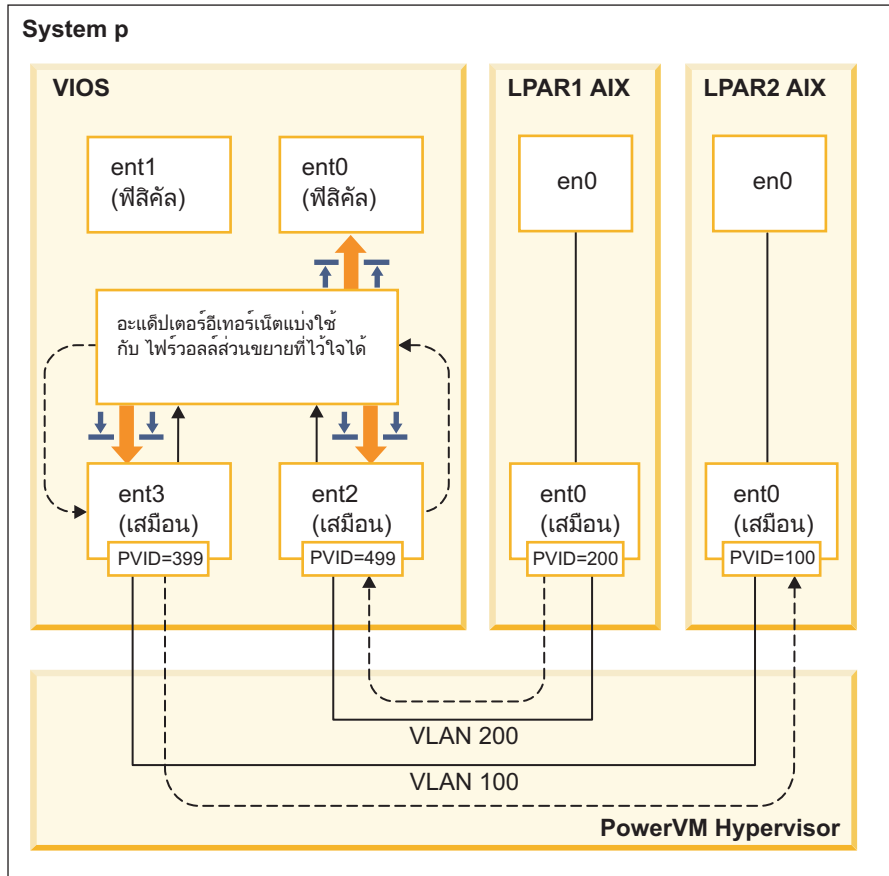 System p
VIOS
LPAR1 AIX
LPAR2 AIX
ent1
(ฟิสิคัล)
ent0
(ฟิสิคัล)
en0
en0
อะแด็ปเตอร์อีเทอร์เน็ตแบ่งใช้
กับ ไฟร์วอลล์ส่วนขยายที่ไว้ใจได้
ent3
(เสมือน)
PVID=399
ent2
(เสมือน)
PVID=499
ent0
(เสมือน)
PVID=200
ent0
(เสมือน)
PVID=100
VLAN 200
VLAN 100
PowerVM Hypervisor